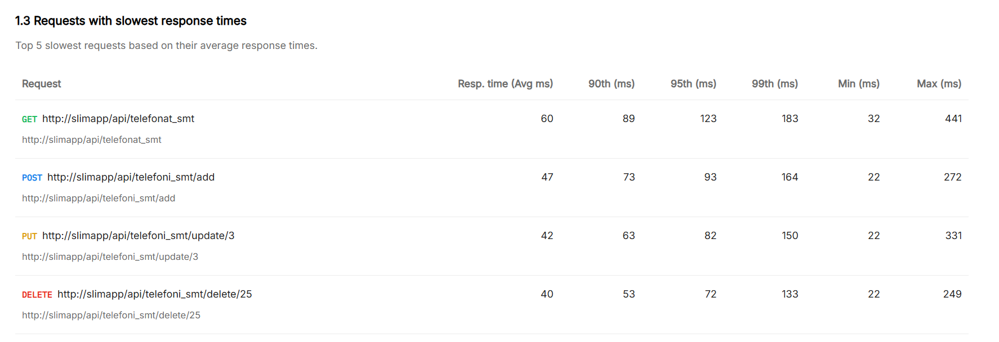 1.3 Requests with slowest response times
Top 5 slowest requests based on their average response times.
Request Resp. time (Avg ms) 90th (ms) 95th (ms) 99th (ms) Min (ms) Max (ms)
GET http://slimapp/api/telefonat_smt 60 89 123 183 32 441
http://slimapp/api/telefonat_smt
POST http://slimapp/api/telefoni_smt/add 47 73 93 164 22 272
http://slimapp/api/telefoni_smt/add
PUT http://slimapp/api/telefoni_smt/update/3 42 63 82 150 22 331
http://slimapp/api/telefoni_smt/update/3
DELETE http://slimapp/api/telefoni_smt/delete/25 40 53 72 133 22 249
http://slimapp/api/telefoni_smt/delete/25